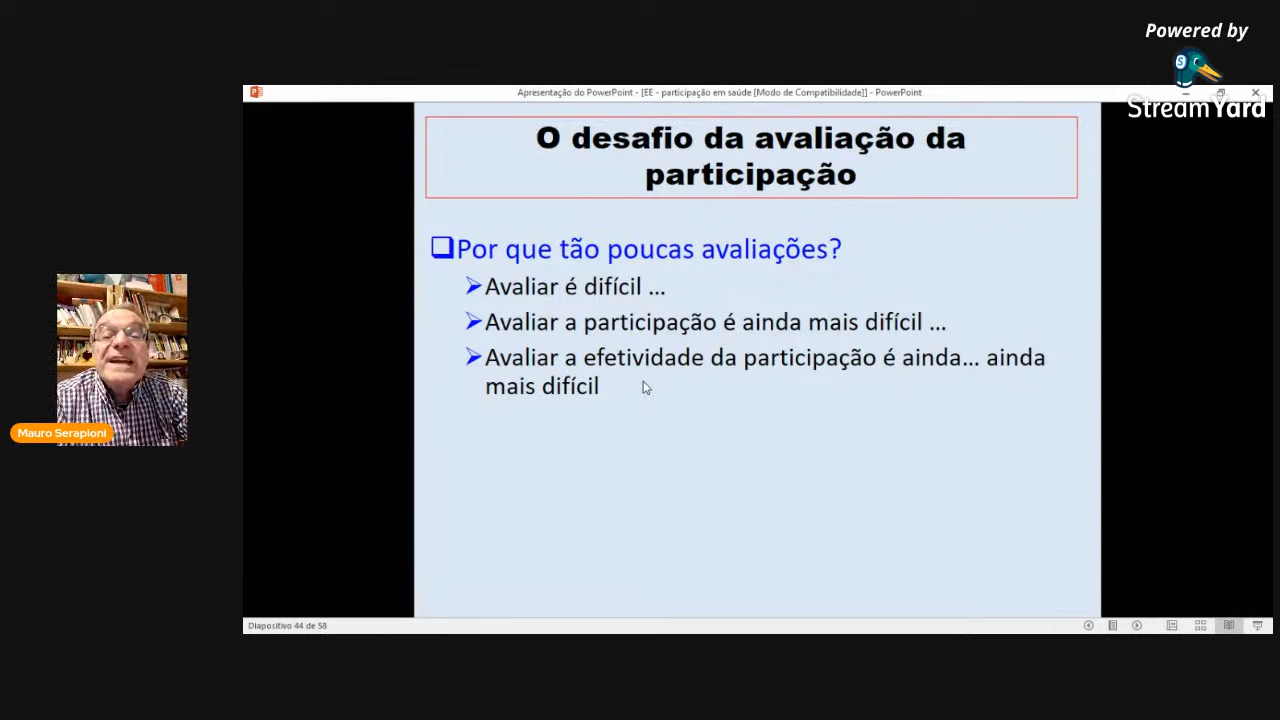 Powered by
StreamYard
Apresentação do PowerPoint - [EE - participação em saúde [Modo de Compatibilidade]] - PowerPoint
O desafio da avaliação da
participação
Por que tão poucas avaliações?
Avaliar é difícil ...
Avaliar a participação é ainda mais difícil ...
Avaliar a efetividade da participação é ainda... ainda
mais difícil
Mauro Serapioni
Diapositivo 44 de 58